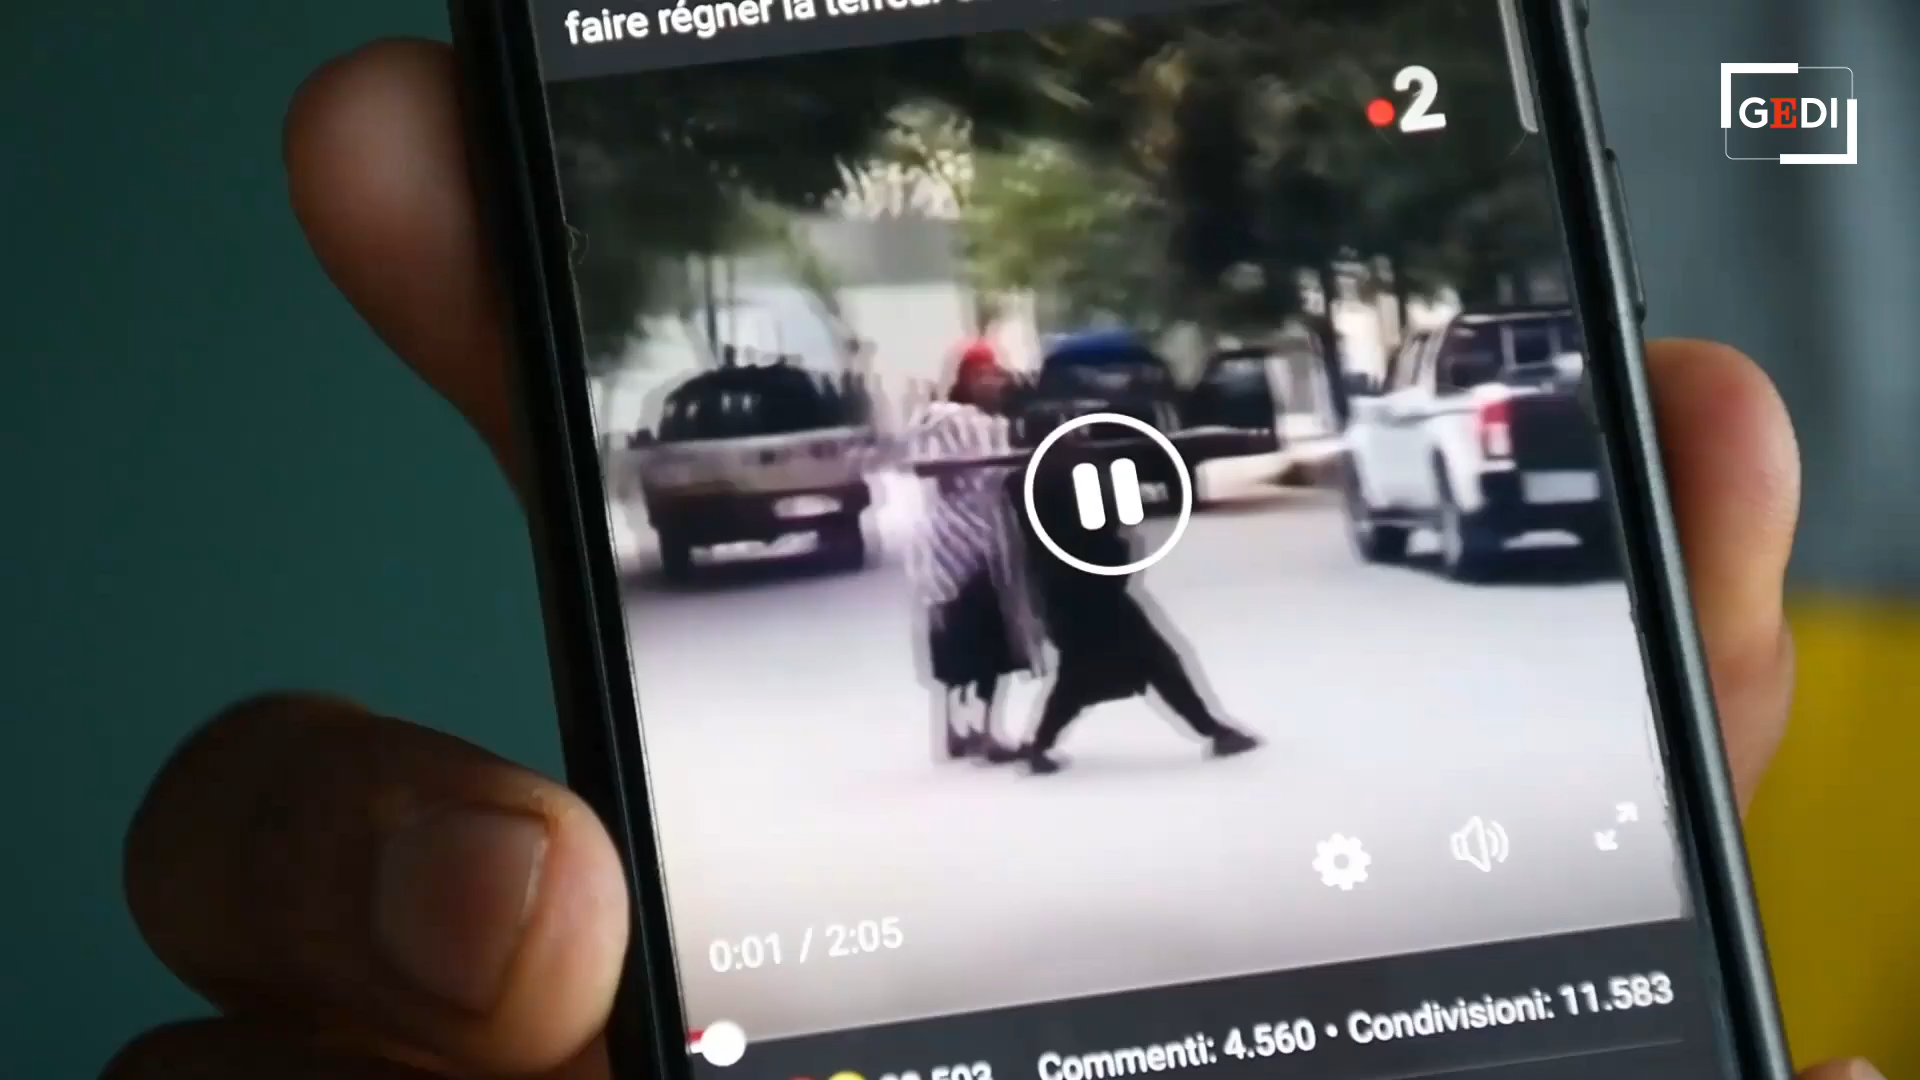 faire régner la
2
GEDI
0:01 / 2:05
Commenti: 4.560 • Condivisioni: 11.583